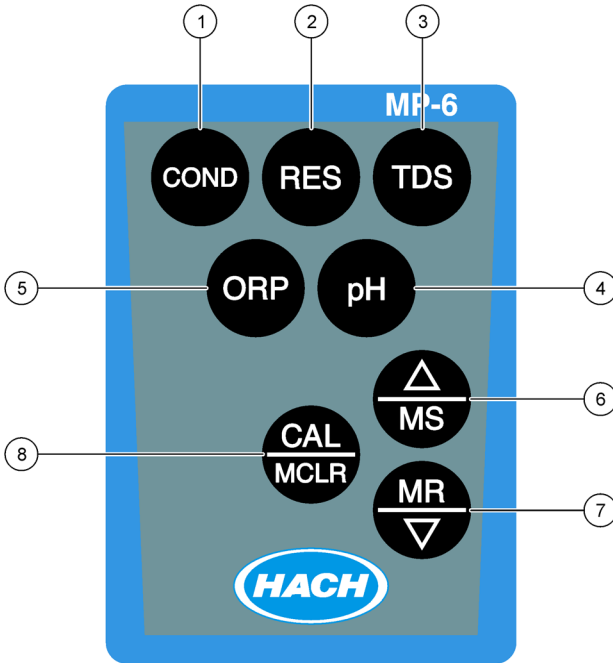 1
2
3
MP-6
COND
RES
TDS
5
ORP
pH
4
△
MS
6
8
CAL
MCLR
MR
▽
7
HACH